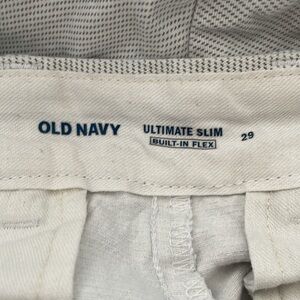 OLD NAVY
ULTIMATE SLIM
BUILT-IN FLEX
29